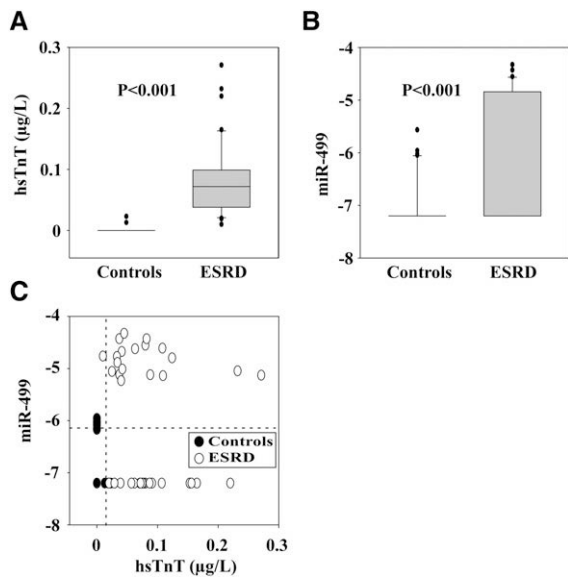 A
0.3
0.2
0.1
0
hsTnT (µg/L)
P<0.001
Controls ESRD
B
-4
-5
-6
-7
-8
miR-499
P<0.001
Controls ESRD
C
-4
-5
-6
-7
-8
miR-499
Controls
ESRD
0 0.1 0.2 0.3
hsTnT (µg/L)